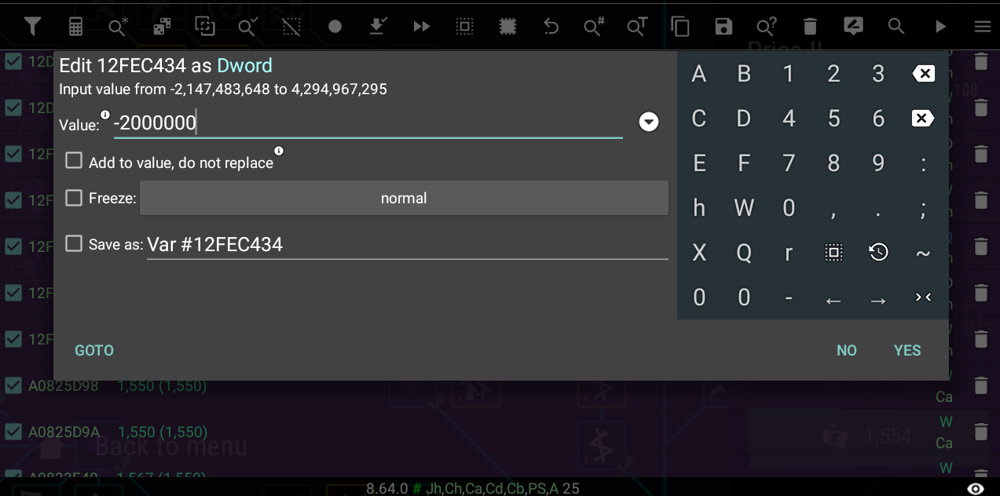 Price II
Edit 12FEC434 as Dword
Input value from -2,147,483,648 to 4,294,967,295
Value: -2000000
Add to value, do not replace
Freeze: normal
Save as: Var #12FEC434
GOTO
NO YES
A B 1 2 3
C D 4 5 6
E F 7 8 9 :
h W 0 , . ;
X Q r ~
0 0 - ← → ><
12D
12D
12F
12F
12F
12F
12F
108
A0825D98 1,550 (1,550)
Ca
W
A0825D9A 1,550 (1,550)
Ca
W
Back to menu
1,554
8.64.0 # Jh,Ch,Ca,Cd,Cb,PS,A 25